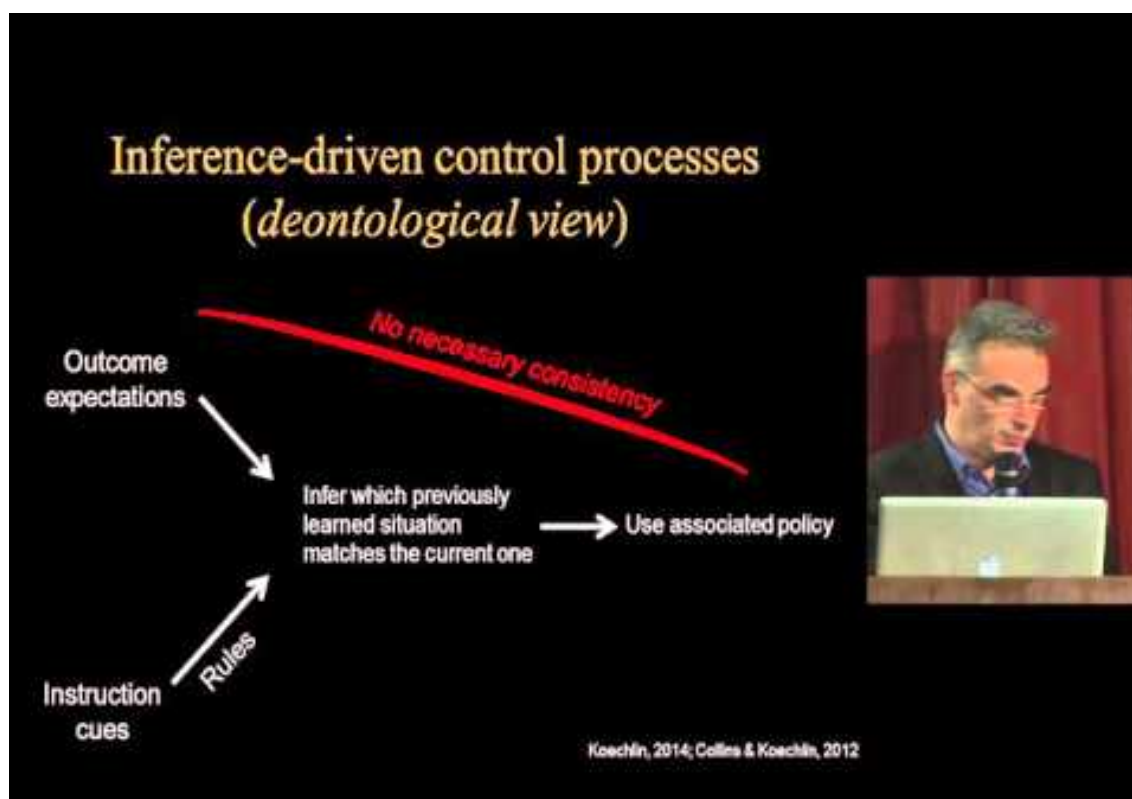 Inference-driven control processes
(deontological view)
No necessary consistency
Outcome
expectations
Infer which previously
learned situation
matches the current one
Use associated policy
Rules
Instruction
cues
Koechlin, 2014; Collins & Koechlin, 2012